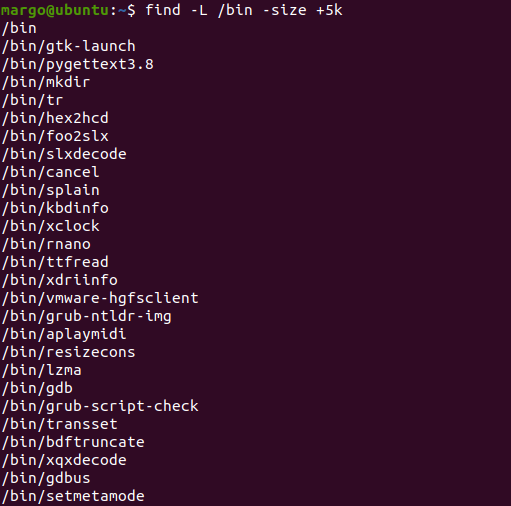 margo@ubuntu:~$ find -L /bin -size +5k
/bin
/bin/gtk-launch
/bin/pygettext3.8
/bin/mkdir
/bin/tr
/bin/hex2hcd
/bin/foo2slx
/bin/slxdecode
/bin/cancel
/bin/splain
/bin/kbdinfo
/bin/xclock
/bin/rnano
/bin/ttfread
/bin/xdriinfo
/bin/vmware-hgfsclient
/bin/grub-ntldr-img
/bin/aplaymidi
/bin/resizecons
/bin/lzma
/bin/gdb
/bin/grub-script-check
/bin/transset
/bin/bdftruncate
/bin/xqxdecode
/bin/gdbus
/bin/setmetamode